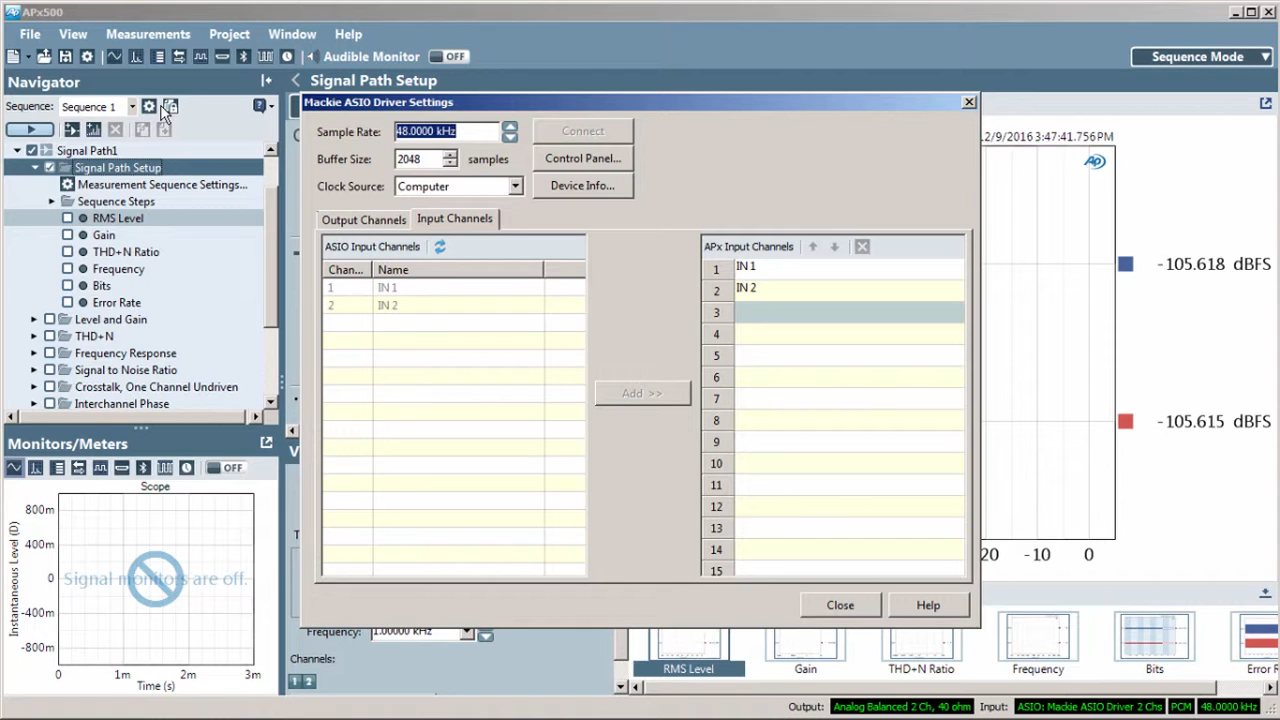 APx500
File View Measurements Project Window Help
Audible Monitor OFF Sequence Mode
Navigator
Signal Path Setup
Sequence: Sequence 1
Mackie ASIO Driver Settings
Sample Rate: 48.0000 kHz Connect
Buffer Size: 2048 samples Control Panel...
Clock Source: Computer Device Info...
Output Channels Input Channels
ASIO Input Channels
Chan... Name
1 IN 1
2 IN 2
Add >>
APx Input Channels
1 IN 1
2 IN 2
3
4
5
6
7
8
9
10
11
12
13
14
15
Close Help
Signal Path1
Signal Path Setup
Measurement Sequence Settings...
Sequence Steps
RMS Level
Gain
THD+N Ratio
Frequency
Bits
Error Rate
Level and Gain
THD+N
Frequency Response
Signal to Noise Ratio
Crosstalk, One Channel Undriven
Interchannel Phase
2/9/2016 3:47:41.756PM
-105.618 dBFS
-105.615 dBFS
20 -10 0
Monitors/Meters
OFF
Scope
Instantaneous Level (D)
800m
400m
0
-400m
-800m
Signal monitors are off.
0 1m 2m 3m
Time (s)
Frequency: 1.00000 kHz
Channels:
1 2
RMS Level Gain THD+N Ratio Frequency Bits Error R
Output: Analog Balanced 2 Ch, 40 ohm Input: ASIO: Mackie ASIO Driver 2 Chs PCM 48.0000 kHz